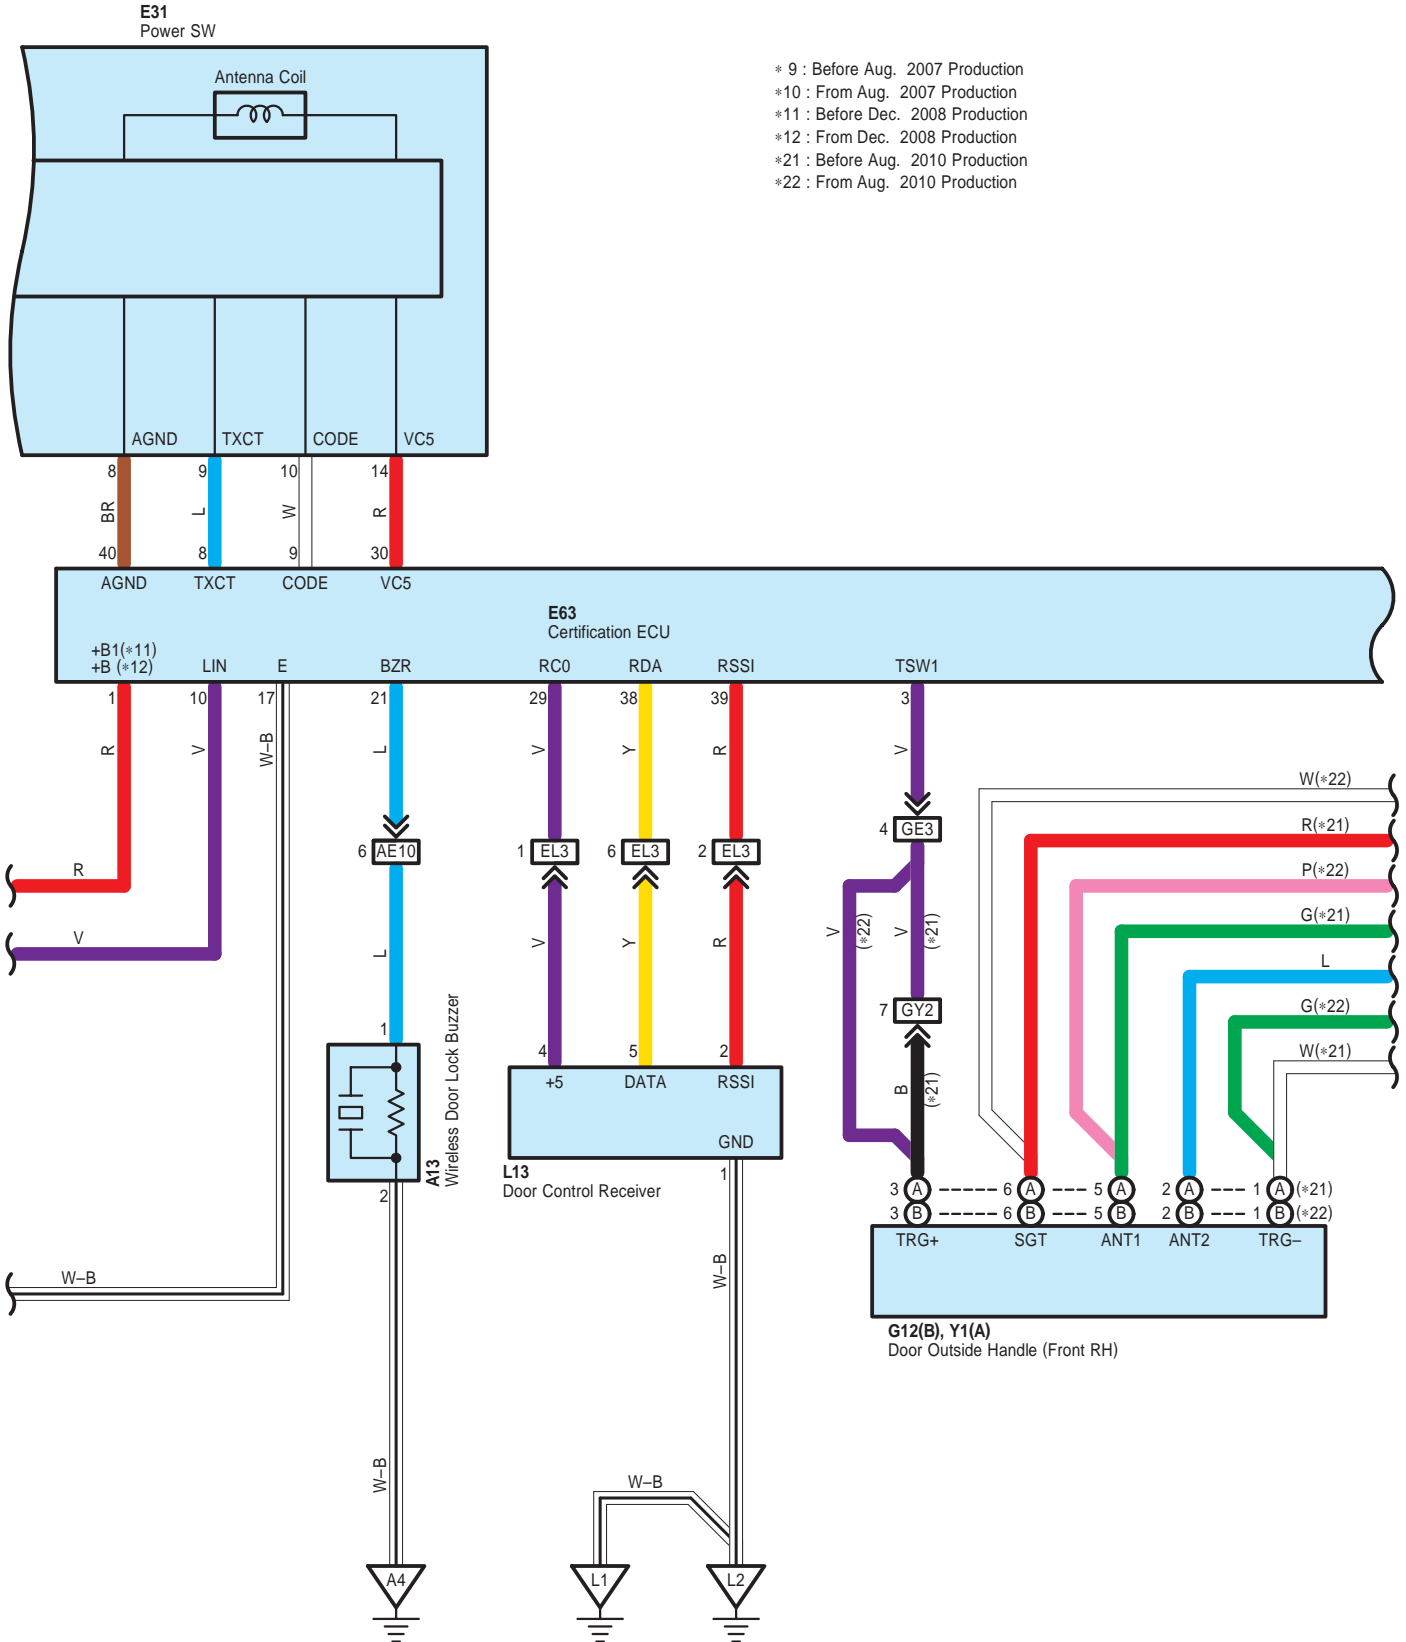 E31
Power SW
Antenna Coil
∗ 9 : Before Aug. 2007 Production
∗10 : From Aug. 2007 Production
∗11 : Before Dec. 2008 Production
∗12 : From Dec. 2008 Production
∗21 : Before Aug. 2010 Production
∗22 : From Aug. 2010 Production
AGND TXCT CODE VC5
8 9 10 14
BR L W R
40 8 9 30
AGND TXCT CODE VC5
E63
Certification ECU
+B1(∗11)
+B (∗12) LIN E BZR RC0 RDA RSSI TSW1
1 10 17 21 29 38 39 3
R V W–B L V Y R V
W(∗22)
4 GE3 R(∗21)
6 AE10 1 EL3 6 EL3 2 EL3
R P(∗22)
G(∗21)
V L V Y R V (∗22) V (∗21)
L
7 GY2 G(∗22)
1 W(∗21)
4 5 2
+5 DATA RSSI B (∗21)
GND
A13
Wireless Door Lock Buzzer
L13
Door Control Receiver
2 1
3 A 6 A 5 A 2 A 1 A (∗21)
3 B 6 B 5 B 2 B 1 B (∗22)
TRG+ SGT ANT1 ANT2 TRG–
W–B W–B
G12(B), Y1(A)
Door Outside Handle (Front RH)
W–B W–B
A4 L1 L2